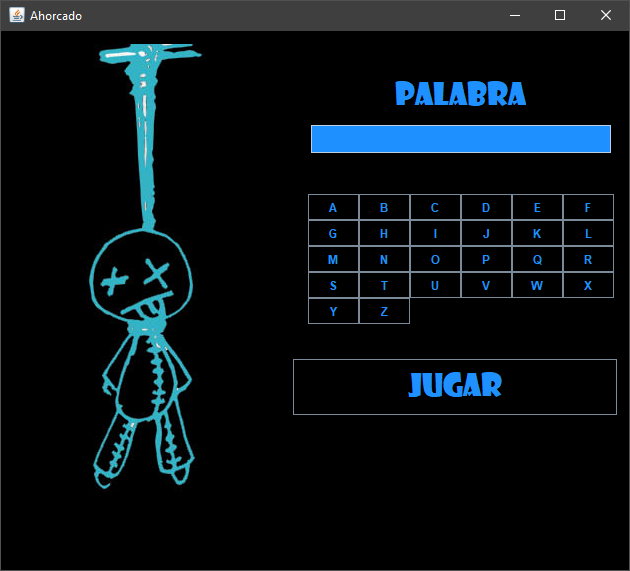 Ahorcado
PALABRA
A B C D E F
G H I J K L
M N O P Q R
S T U V W X
Y Z
JUGAR